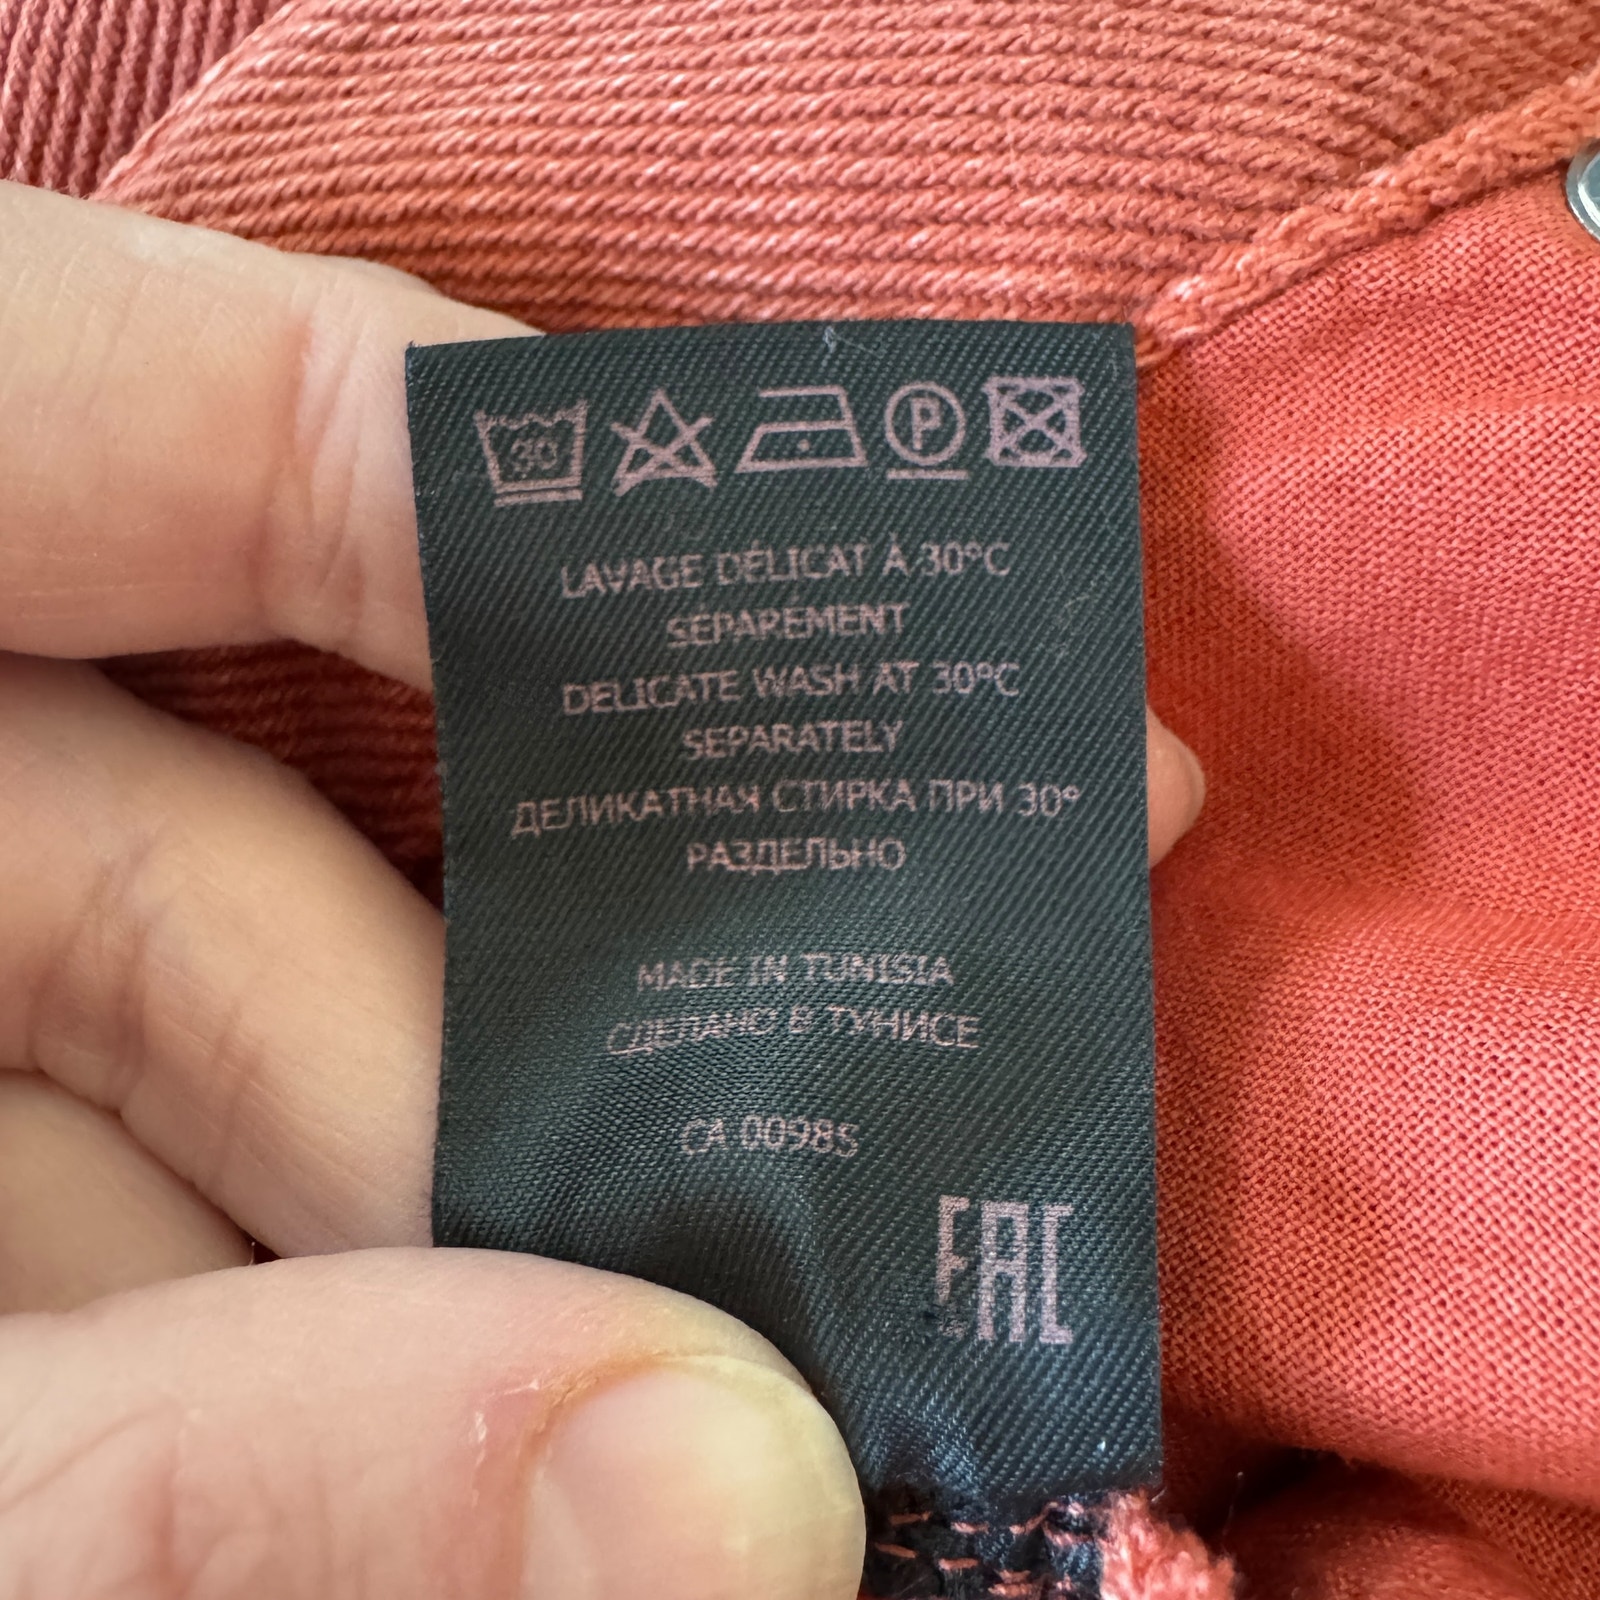 30
P
LAVAGE DÉLICAT À 30°C
SÉPARÉMENT
DELICATE WASH AT 30°C
SEPARATELY
ДЕЛИКАТНАЯ СТИРКА ПРИ 30°
РАЗДЕЛЬНО
MADE IN TUNISIA
СДЕЛАНО В ТУНИСЕ
CA 00985
EAC